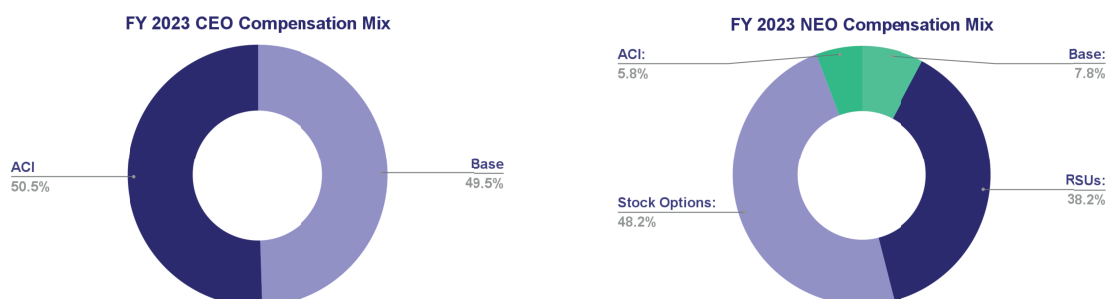 FY 2023 CEO Compensation Mix
ACI
50.5%
Base
49.5%
FY 2023 NEO Compensation Mix
ACI:
5.8%
Base:
7.8%
Stock Options:
48.2%
RSUs:
38.2%